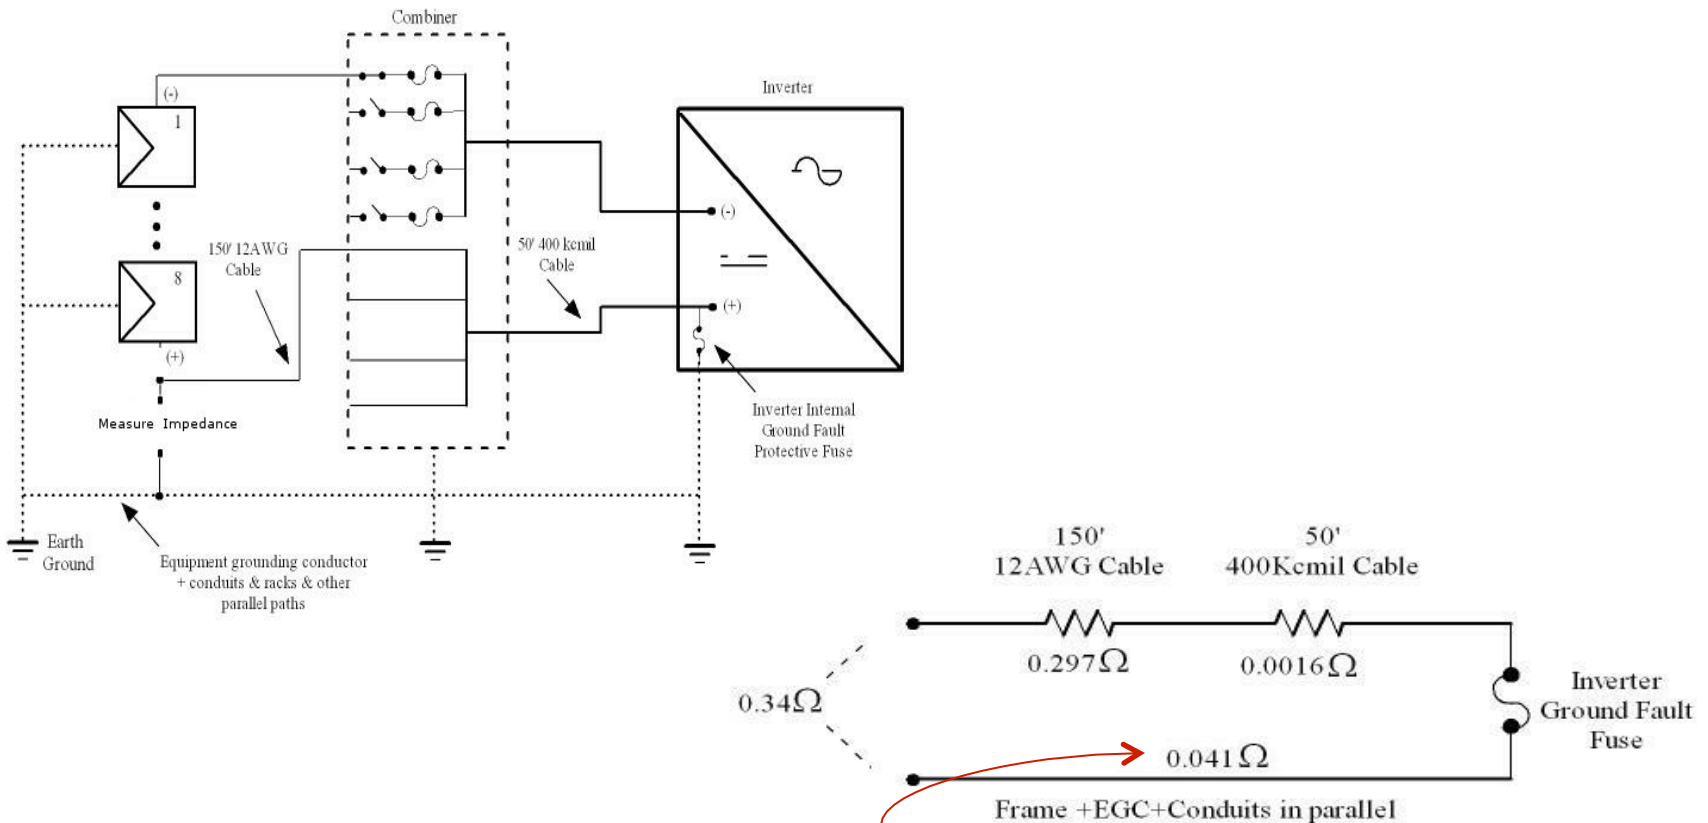 Combiner
Inverter
(-)
1
8
(+)
150' 12AWG
Cable
50' 400 kcmil
Cable
(-)
(+)
Measure Impedance
Inverter Internal
Ground Fault
Protective Fuse
Earth
Ground
Equipment grounding conductor
+ conduits & racks & other
parallel paths
150'
12AWG Cable
50'
400Kcmil Cable
0.297Ω
0.0016Ω
0.34Ω
Inverter
Ground Fault
Fuse
0.041Ω
Frame +EGC+Conduits in parallel